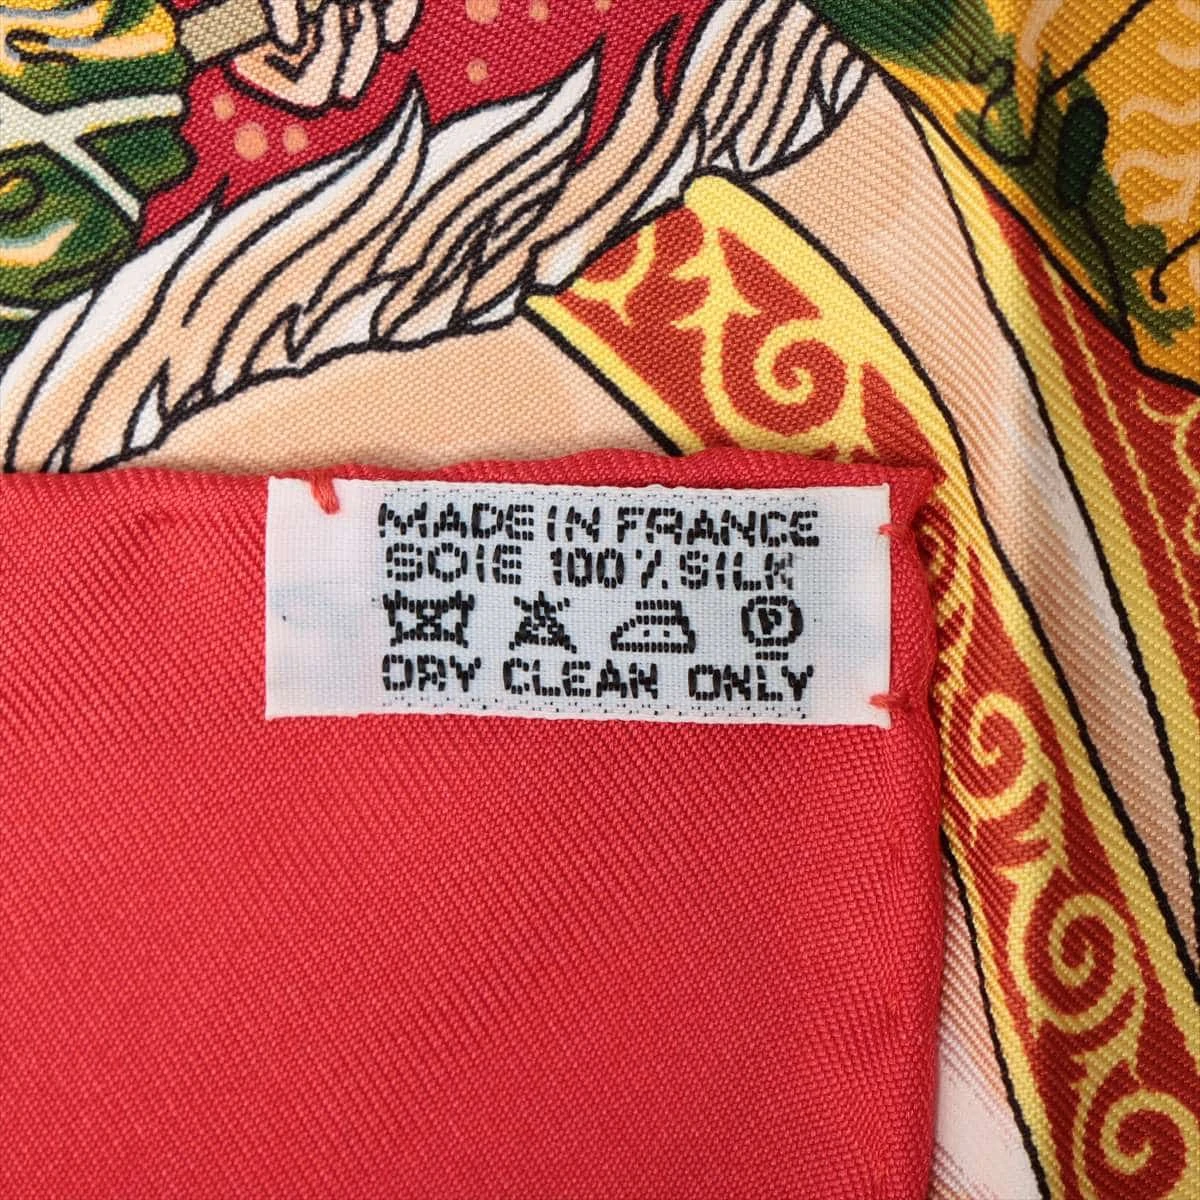 MADE IN FRANCE
SOIE 100% SILK
P
DRY CLEAN ONLY